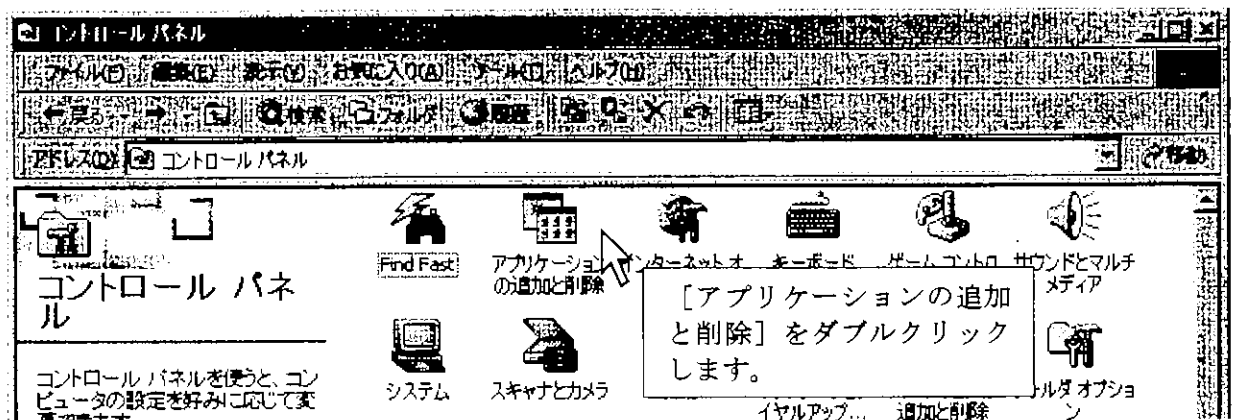 コントロール パネル
ファイル(F) 編集(E) 表示(V) お気に入り(A) ツール(T) ヘルプ(H)
←戻る 検索 フォルダ 履歴
アドレス(D) コントロール パネル 移動
コントロール パネ
ル
コントロール パネルを使うと、コン
ピュータの設定を好みに応じて変
Find Fast
アプリケーション
の追加と削除
インターネット オ
キーボード
ゲーム コントロ
サウンドとマルチ
メディア
システム
スキャナとカメラ
イヤルアップ...
追加と削除
ォルダ オプショ
ン
[アプリケーションの追加
と削除]をダブルクリック
します。